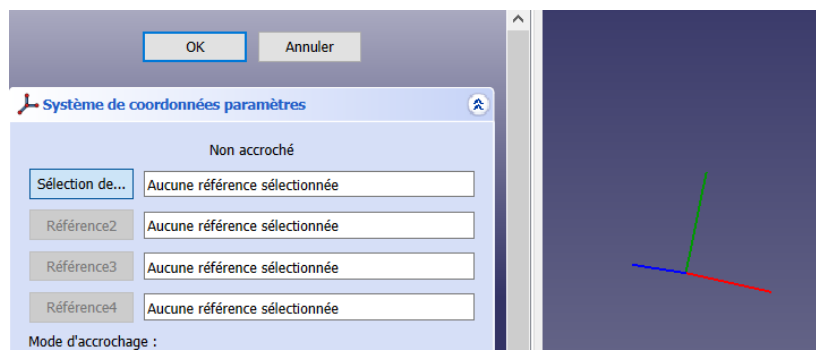 OK Annuler
Système de coordonnées paramètres
Non accroché
Sélection de... Aucune référence sélectionnée
Référence2 Aucune référence sélectionnée
Référence3 Aucune référence sélectionnée
Référence4 Aucune référence sélectionnée
Mode d'accrochage :